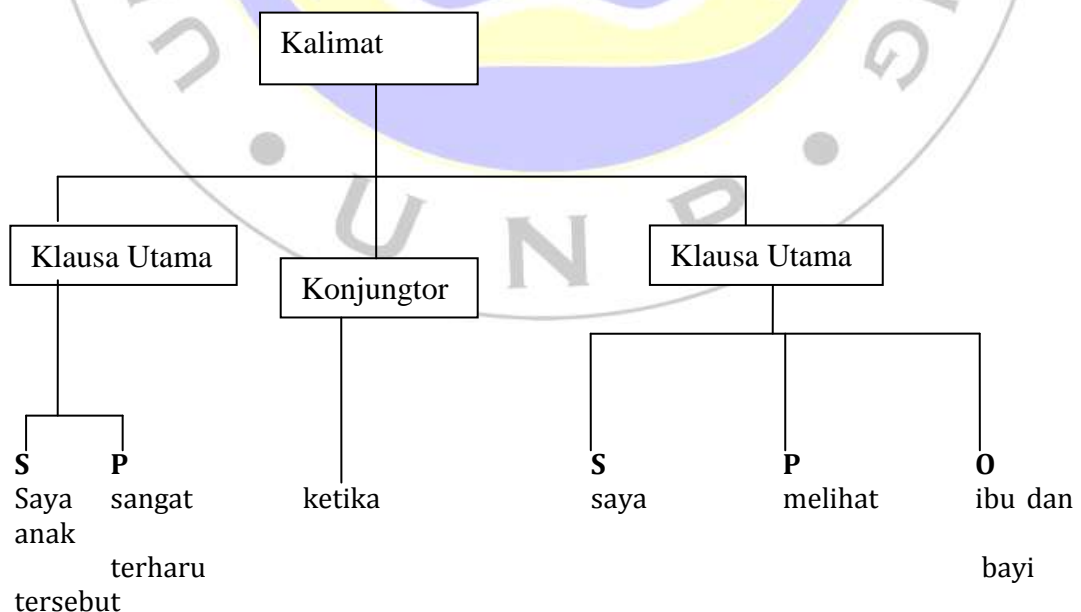 Kalimat
U N P
U
G
Klausa Utama
Konjungtor
Klausa Utama
S P S P O
Saya sangat ketika saya melihat ibu dan
anak
terharu bayi
tersebut